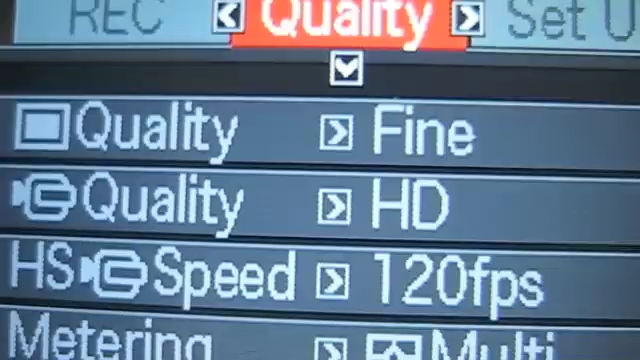 REC Quality Set U
Quality Fine
Quality HD
HS Speed 120fps
Metering Multi